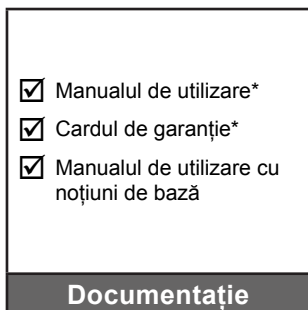 Manualul de utilizare*
Cardul de garanție*
Manualul de utilizare cu
noțiuni de bază
Documentație